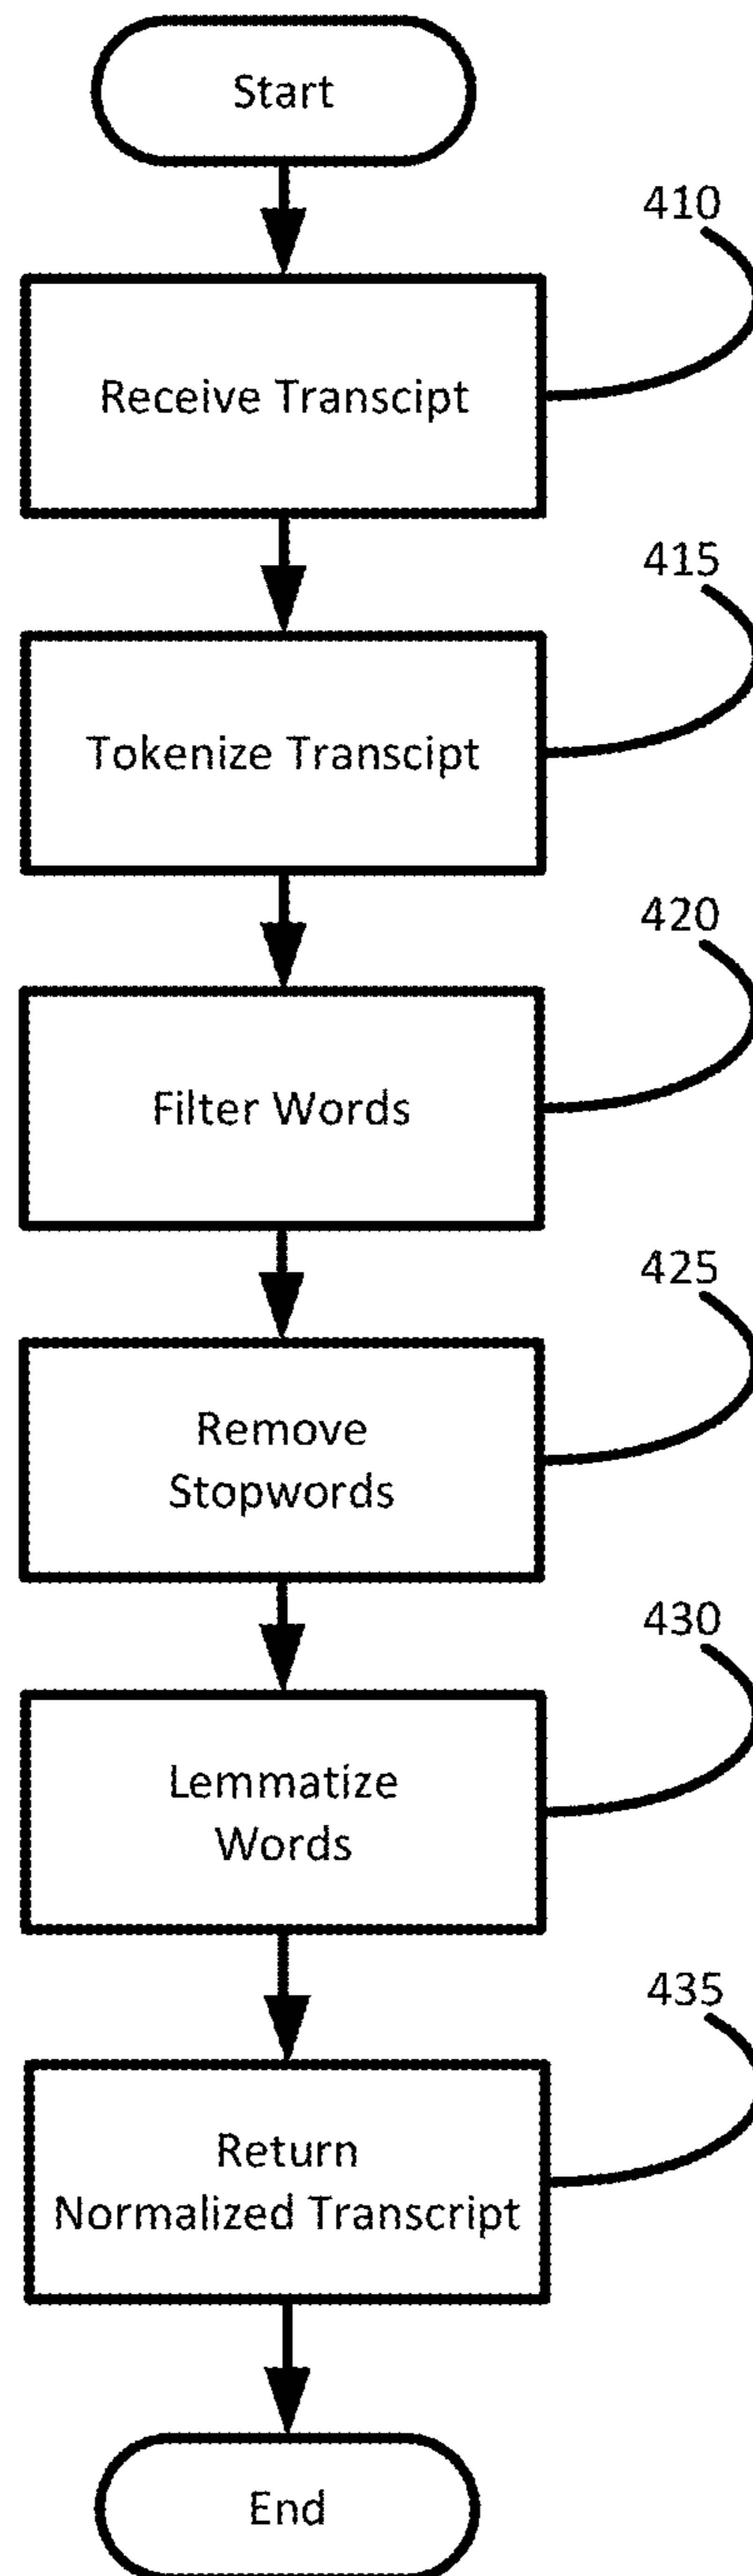 Start
410
Receive Transcipt
415
Tokenize Transcipt
420
Filter Words
425
Remove
Stopwords
430
Lemmatize
Words
435
Return
Normalized Transcript
End